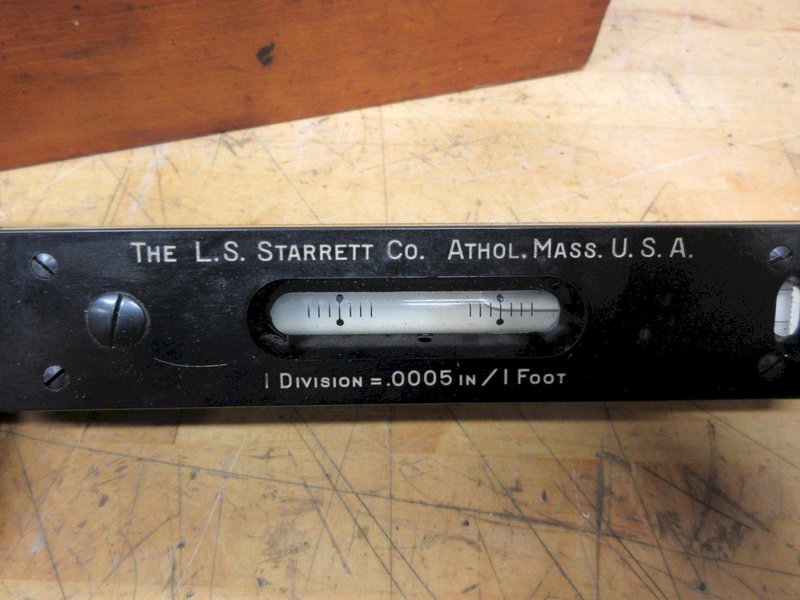 THE L.S. STARRETT CO. ATHOL. MASS. U.S.A.
1 DIVISION = .0005 IN / 1 FOOT